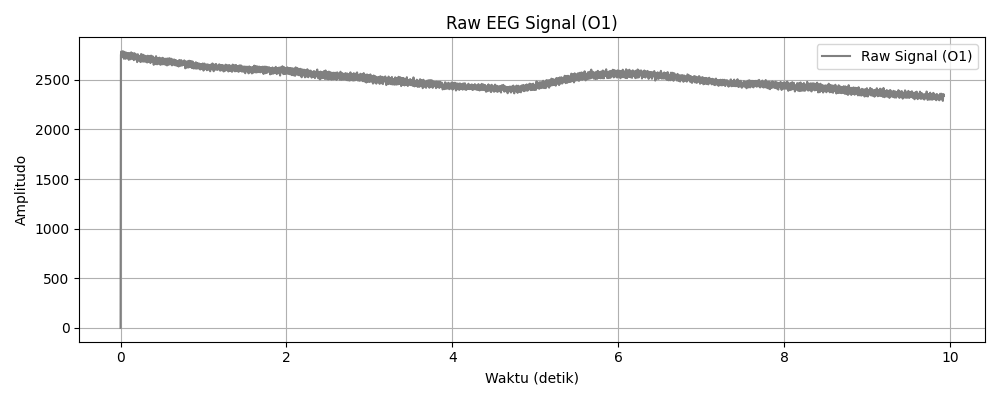 Raw EEG Signal (O1)
Raw Signal (O1)
2500
2000
1500
1000
500
0
Amplitudo
0 2 4 6 8 10
Waktu (detik)